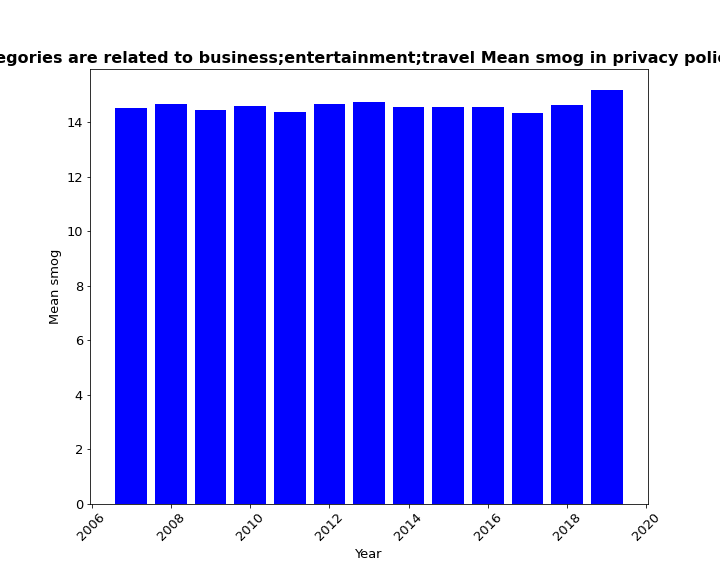 egories are related to business;entertainment;travel Mean smog in privacy polic
14
12
10
8
6
4
2
0
Mean smog
2006 2008 2010 2012 2014 2016 2018 2020
Year